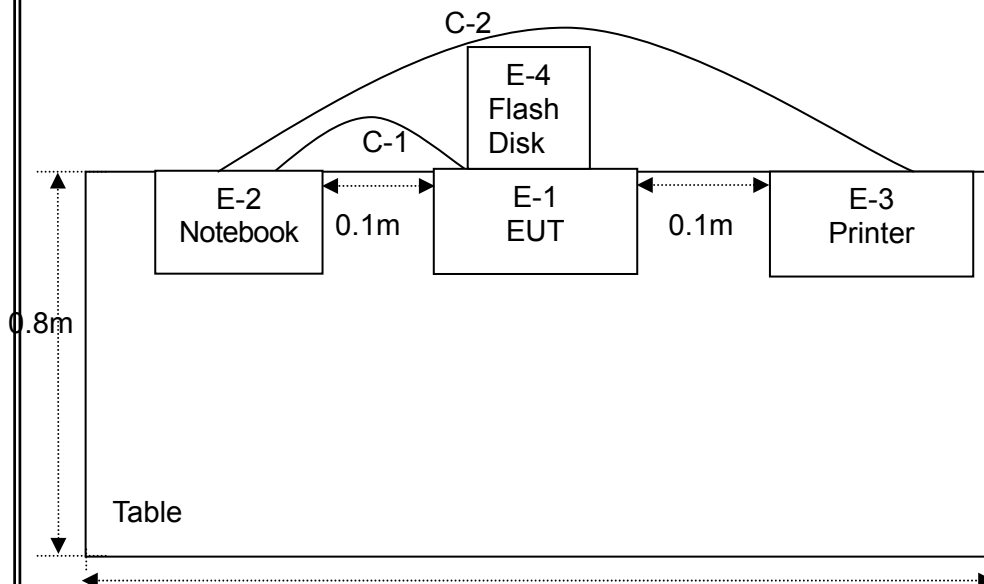 C-2
E-4
Flash
Disk
C-1
E-2
Notebook
0.1m
E-1
EUT
0.1m
E-3
Printer
0.8m
Table